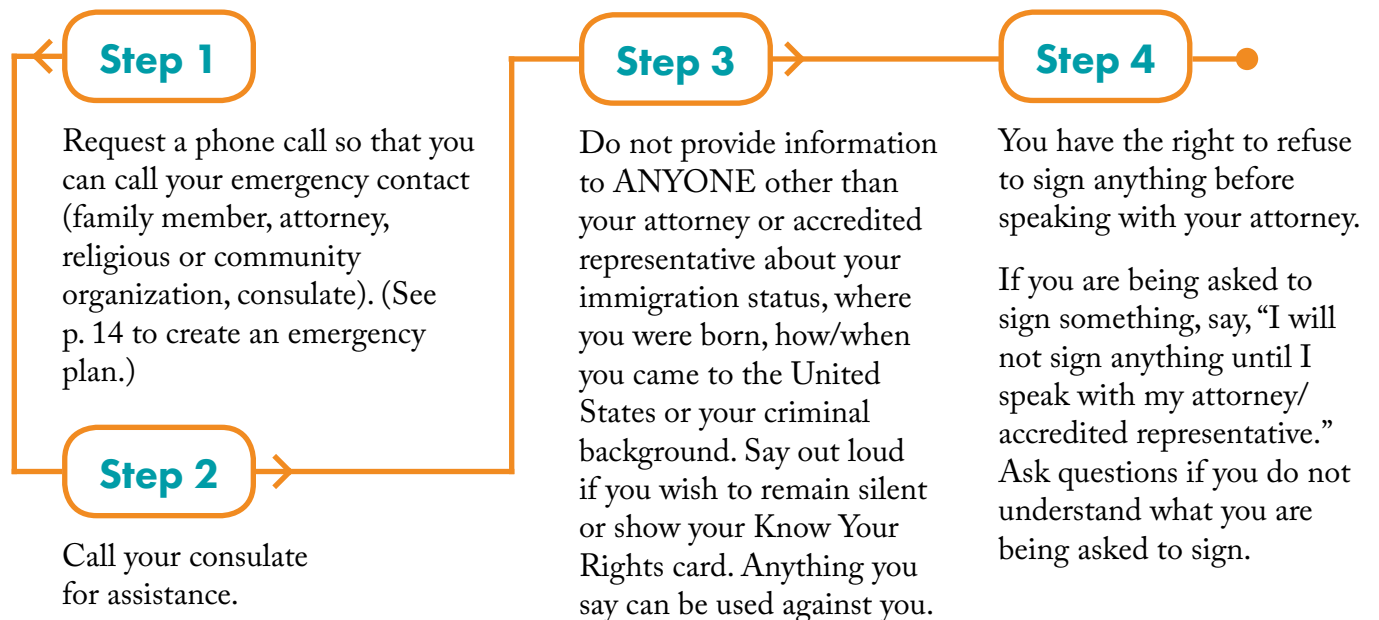 Step 1
Request a phone call so that you
can call your emergency contact
(family member, attorney,
religious or community
organization, consulate). (See
p. 14 to create an emergency
plan.)
Step 2
Call your consulate
for assistance.
Step 3
Do not provide information
to ANYONE other than
your attorney or accredited
representative about your
immigration status, where
you were born, how/when
you came to the United
States or your criminal
background. Say out loud
if you wish to remain silent
or show your Know Your
Rights card. Anything you
say can be used against you.
Step 4
You have the right to refuse
to sign anything before
speaking with your attorney.
If you are being asked to
sign something, say, “I will
not sign anything until I
speak with my attorney/
accredited representative.”
Ask questions if you do not
understand what you are
being asked to sign.